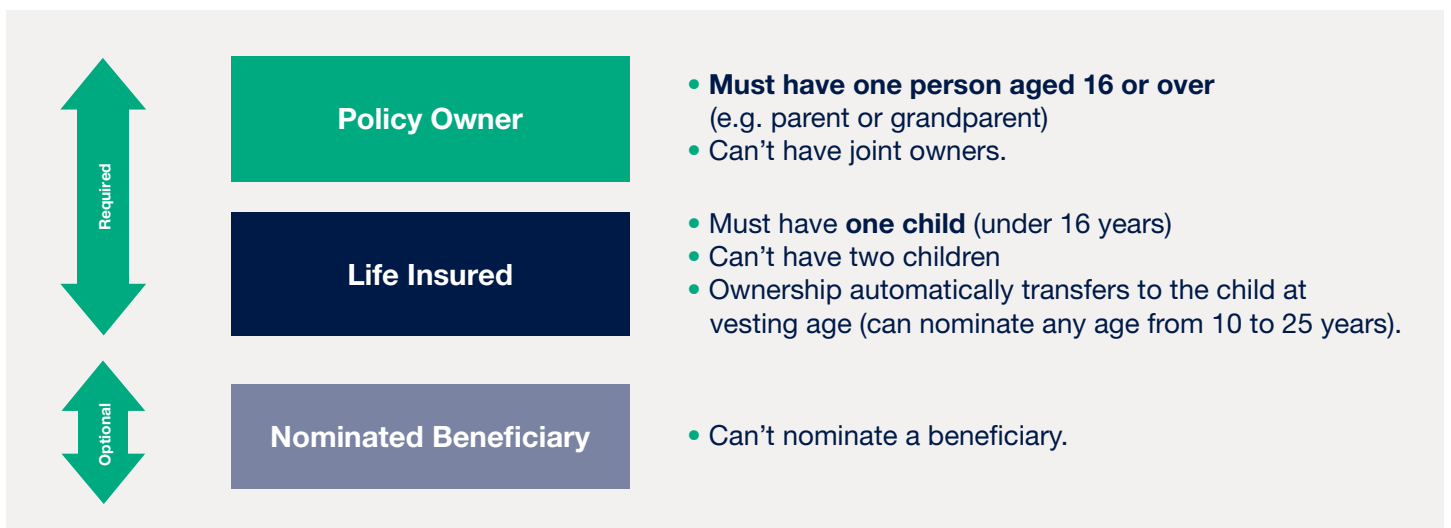 Required
Policy Owner
• Must have one person aged 16 or over
(e.g. parent or grandparent)
• Can’t have joint owners.
Life Insured
• Must have one child (under 16 years)
• Can’t have two children
• Ownership automatically transfers to the child at
vesting age (can nominate any age from 10 to 25 years).
Optional
Nominated Beneficiary
• Can’t nominate a beneficiary.